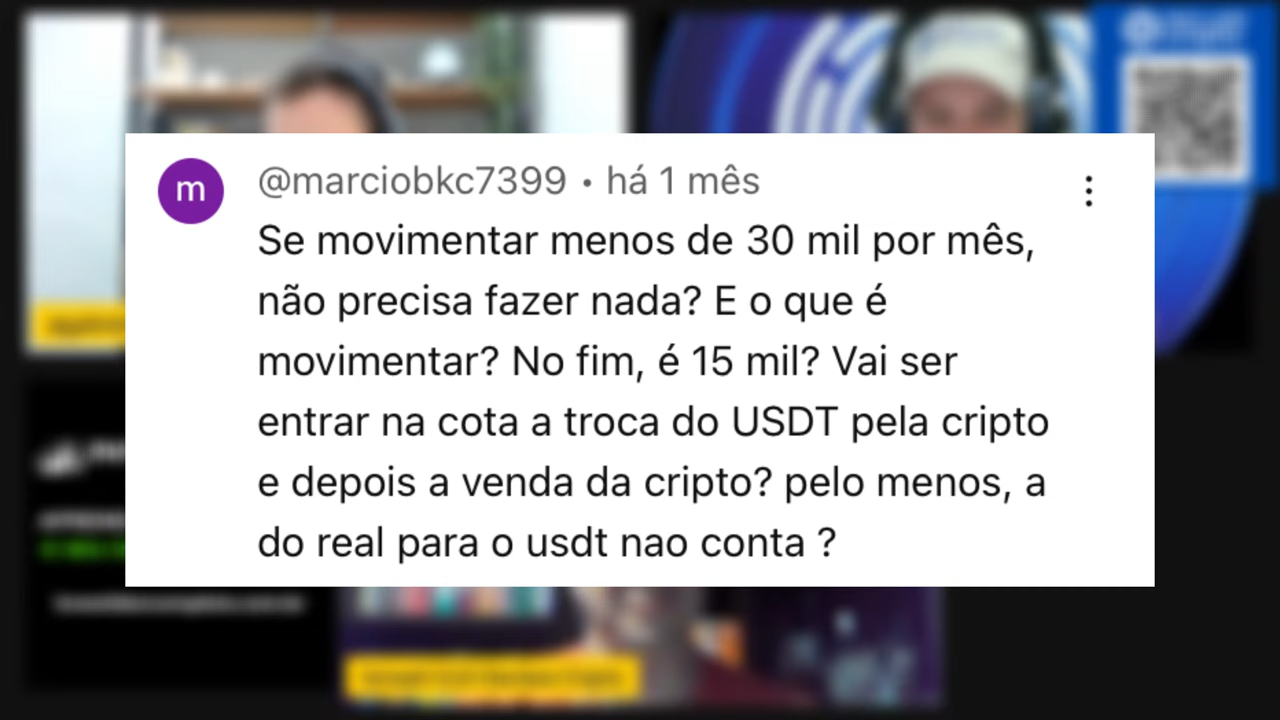 m
@marciobkc7399 • há 1 mês
Se movimentar menos de 30 mil por mês,
não precisa fazer nada? E o que é
movimentar? No fim, é 15 mil? Vai ser
entrar na cota a troca do USDT pela cripto
e depois a venda da cripto? pelo menos, a
do real para o usdt nao conta ?